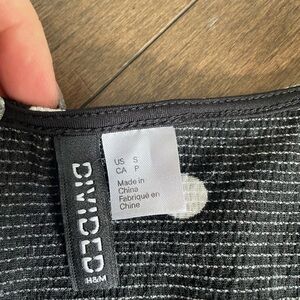 DIVIDED
H&M
US S
CA P
Made in
China
Fabriqué en
Chine